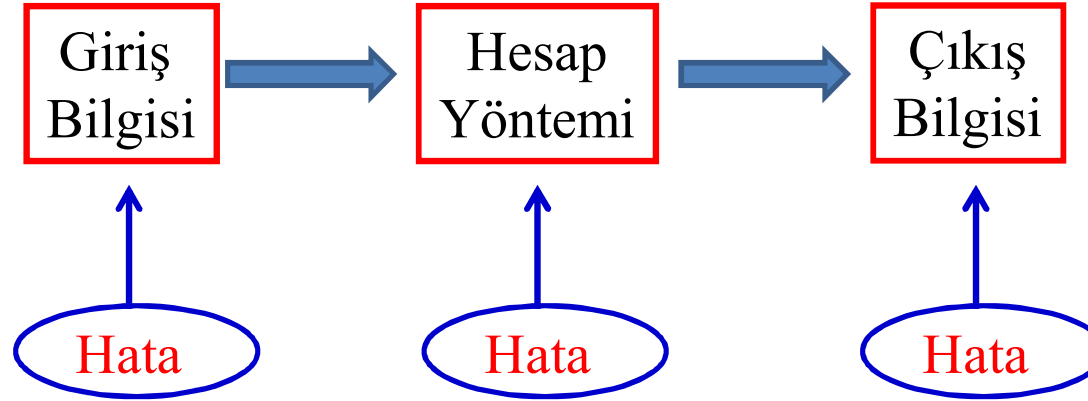 Giriş
Bilgisi
Hesap
Yöntemi
Çıkış
Bilgisi
Hata
Hata
Hata